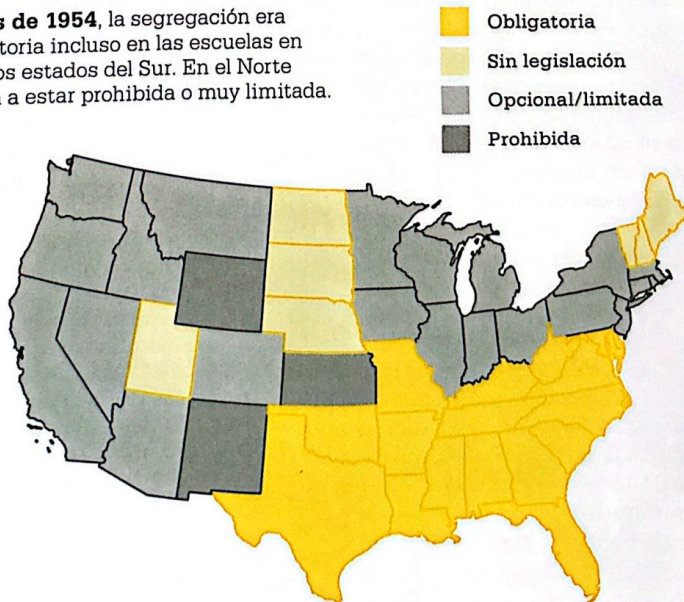 s de 1954, la segregación era
toria incluso en las escuelas en
os estados del Sur. En el Norte
a estar prohibida o muy limitada.
Obligatoria
Sin legislación
Opcional/limitada
Prohibida